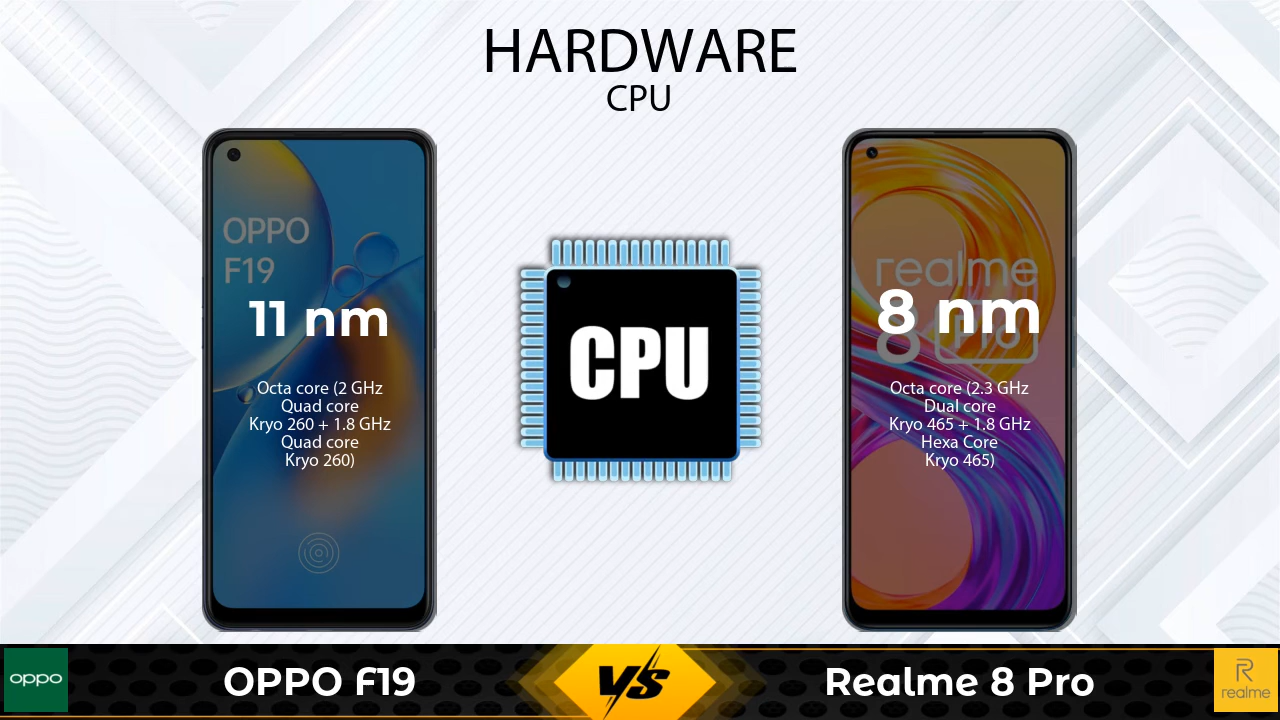 HARDWARE
CPU
OPPO
F19
11 nm
Octa core (2 GHz
Quad core
Kryo 260 + 1.8 GHz
Quad core
Kryo 260)
CPU
realme
8 nm
8 Pro
Octa core (2.3 GHz
Dual core
Kryo 465 + 1.8 GHz
Hexa Core
Kryo 465)
oppo
OPPO F19
VS
Realme 8 Pro
R
realme